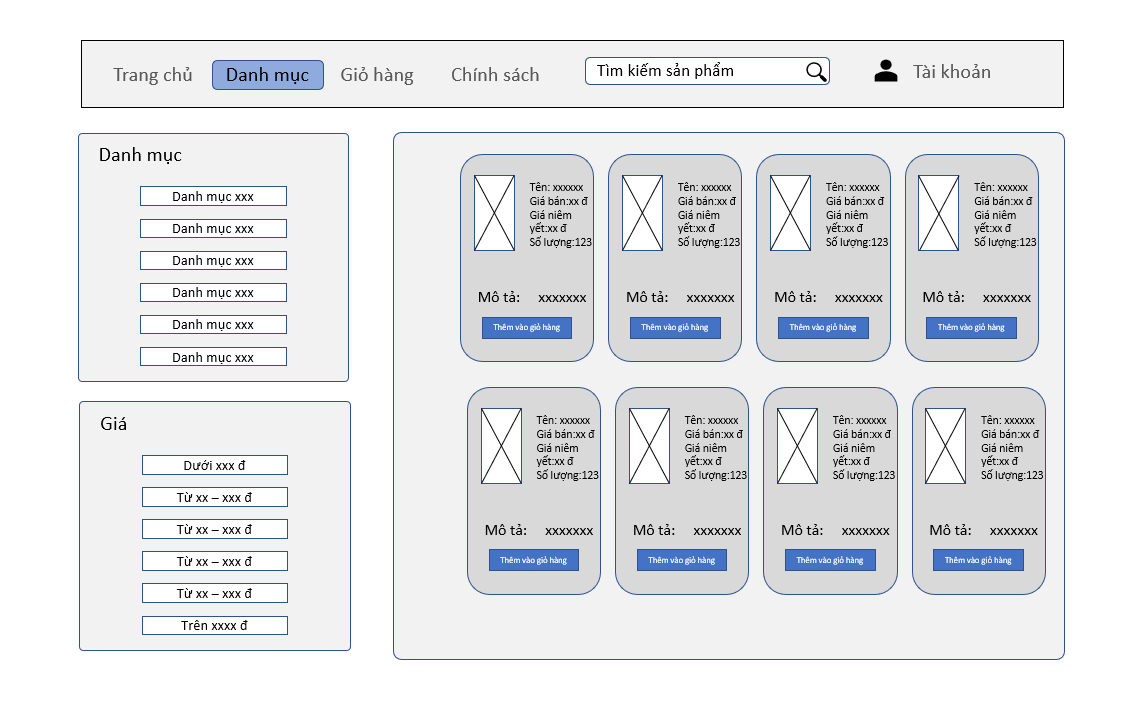 Trang chủ
Danh mục
Giỏ hàng
Chính sách
Tìm kiếm sản phẩm
Tài khoản
Danh mục
Danh mục xxx
Danh mục xxx
Danh mục xxx
Danh mục xxx
Danh mục xxx
Danh mục xxx
Giá
Dưới xxx đ
Từ xx – xxx đ
Từ xx – xxx đ
Từ xx – xxx đ
Từ xx – xxx đ
Trên xxxx đ
Tên: xxxxxx
Giá bán:xx đ
Giá niêm
yết:xx đ
Số lượng:123
Mô tả: xxxxxxx
Thêm vào giỏ hàng
Tên: xxxxxx
Giá bán:xx đ
Giá niêm
yết:xx đ
Số lượng:123
Mô tả: xxxxxxx
Thêm vào giỏ hàng
Tên: xxxxxx
Giá bán:xx đ
Giá niêm
yết:xx đ
Số lượng:123
Mô tả: xxxxxxx
Thêm vào giỏ hàng
Tên: xxxxxx
Giá bán:xx đ
Giá niêm
yết:xx đ
Số lượng:123
Mô tả: xxxxxxx
Thêm vào giỏ hàng
Tên: xxxxxx
Giá bán:xx đ
Giá niêm
yết:xx đ
Số lượng:123
Mô tả: xxxxxxx
Thêm vào giỏ hàng
Tên: xxxxxx
Giá bán:xx đ
Giá niêm
yết:xx đ
Số lượng:123
Mô tả: xxxxxxx
Thêm vào giỏ hàng
Tên: xxxxxx
Giá bán:xx đ
Giá niêm
yết:xx đ
Số lượng:123
Mô tả: xxxxxxx
Thêm vào giỏ hàng
Tên: xxxxxx
Giá bán:xx đ
Giá niêm
yết:xx đ
Số lượng:123
Mô tả: xxxxxxx
Thêm vào giỏ hàng